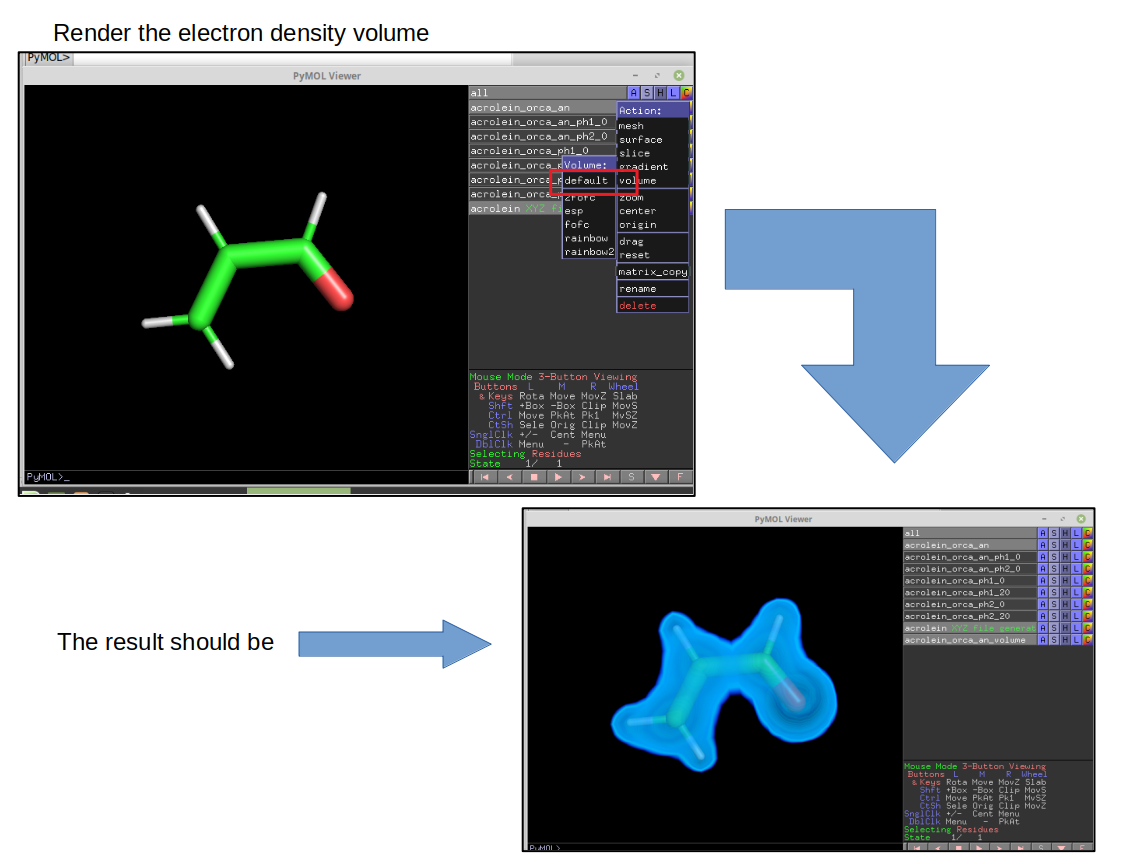 Render the electron density volume
PyMOL>
PyMOL Viewer
all
A S H L C
acrolein_orca_an
acrolein_orca_an_ph1_0
acrolein_orca_an_ph2_0
acrolein_orca_ph1_0
acrolein_orca_p
acrolein_orca_p
acrolein_orca_p
acrolein XYZ fi
Volume:
default
2fofc
esp
fofc
rainbow
rainbow2
Action:
mesh
surface
slice
gradient
volume
zoom
center
origin
drag
reset
matrix_copy
rename
delete
Mouse Mode 3-Button Viewing
Buttons L M R Wheel
& Keys Rota Move MovZ Slab
Shft +Box -Box Clip MovS
Ctrl Move PkAt Pk1 MvSZ
CtSh Sele Orig Clip MovZ
SnglClk +/- Cent Menu
DblClk Menu - PkAt
Selecting Residues
State 1/ 1
PyMOL>_
S F
The result should be
PyMOL Viewer
all A S H L C
acrolein_orca_an A S H L C
acrolein_orca_an_ph1_0 A S H L C
acrolein_orca_an_ph2_0 A S H L C
acrolein_orca_ph1_0 A S H L C
acrolein_orca_ph1_20 A S H L C
acrolein_orca_ph2_0 A S H L C
acrolein_orca_ph2_20 A S H L C
acrolein XYZ file generat A S H L C
acrolein_orca_an_volume A S H L C
Mouse Mode 3-Button Viewing
Buttons L M R Wheel
& Keys Rota Move MovZ Slab
Shft +Box -Box Clip MovS
Ctrl Move PkAt Pk1 MvSZ
CtSh Sele Orig Clip MovZ
SnglClk +/- Cent Menu
DblClk Menu - PkAt
Selecting Residues
State 1/ 1
PyMOL>
S F